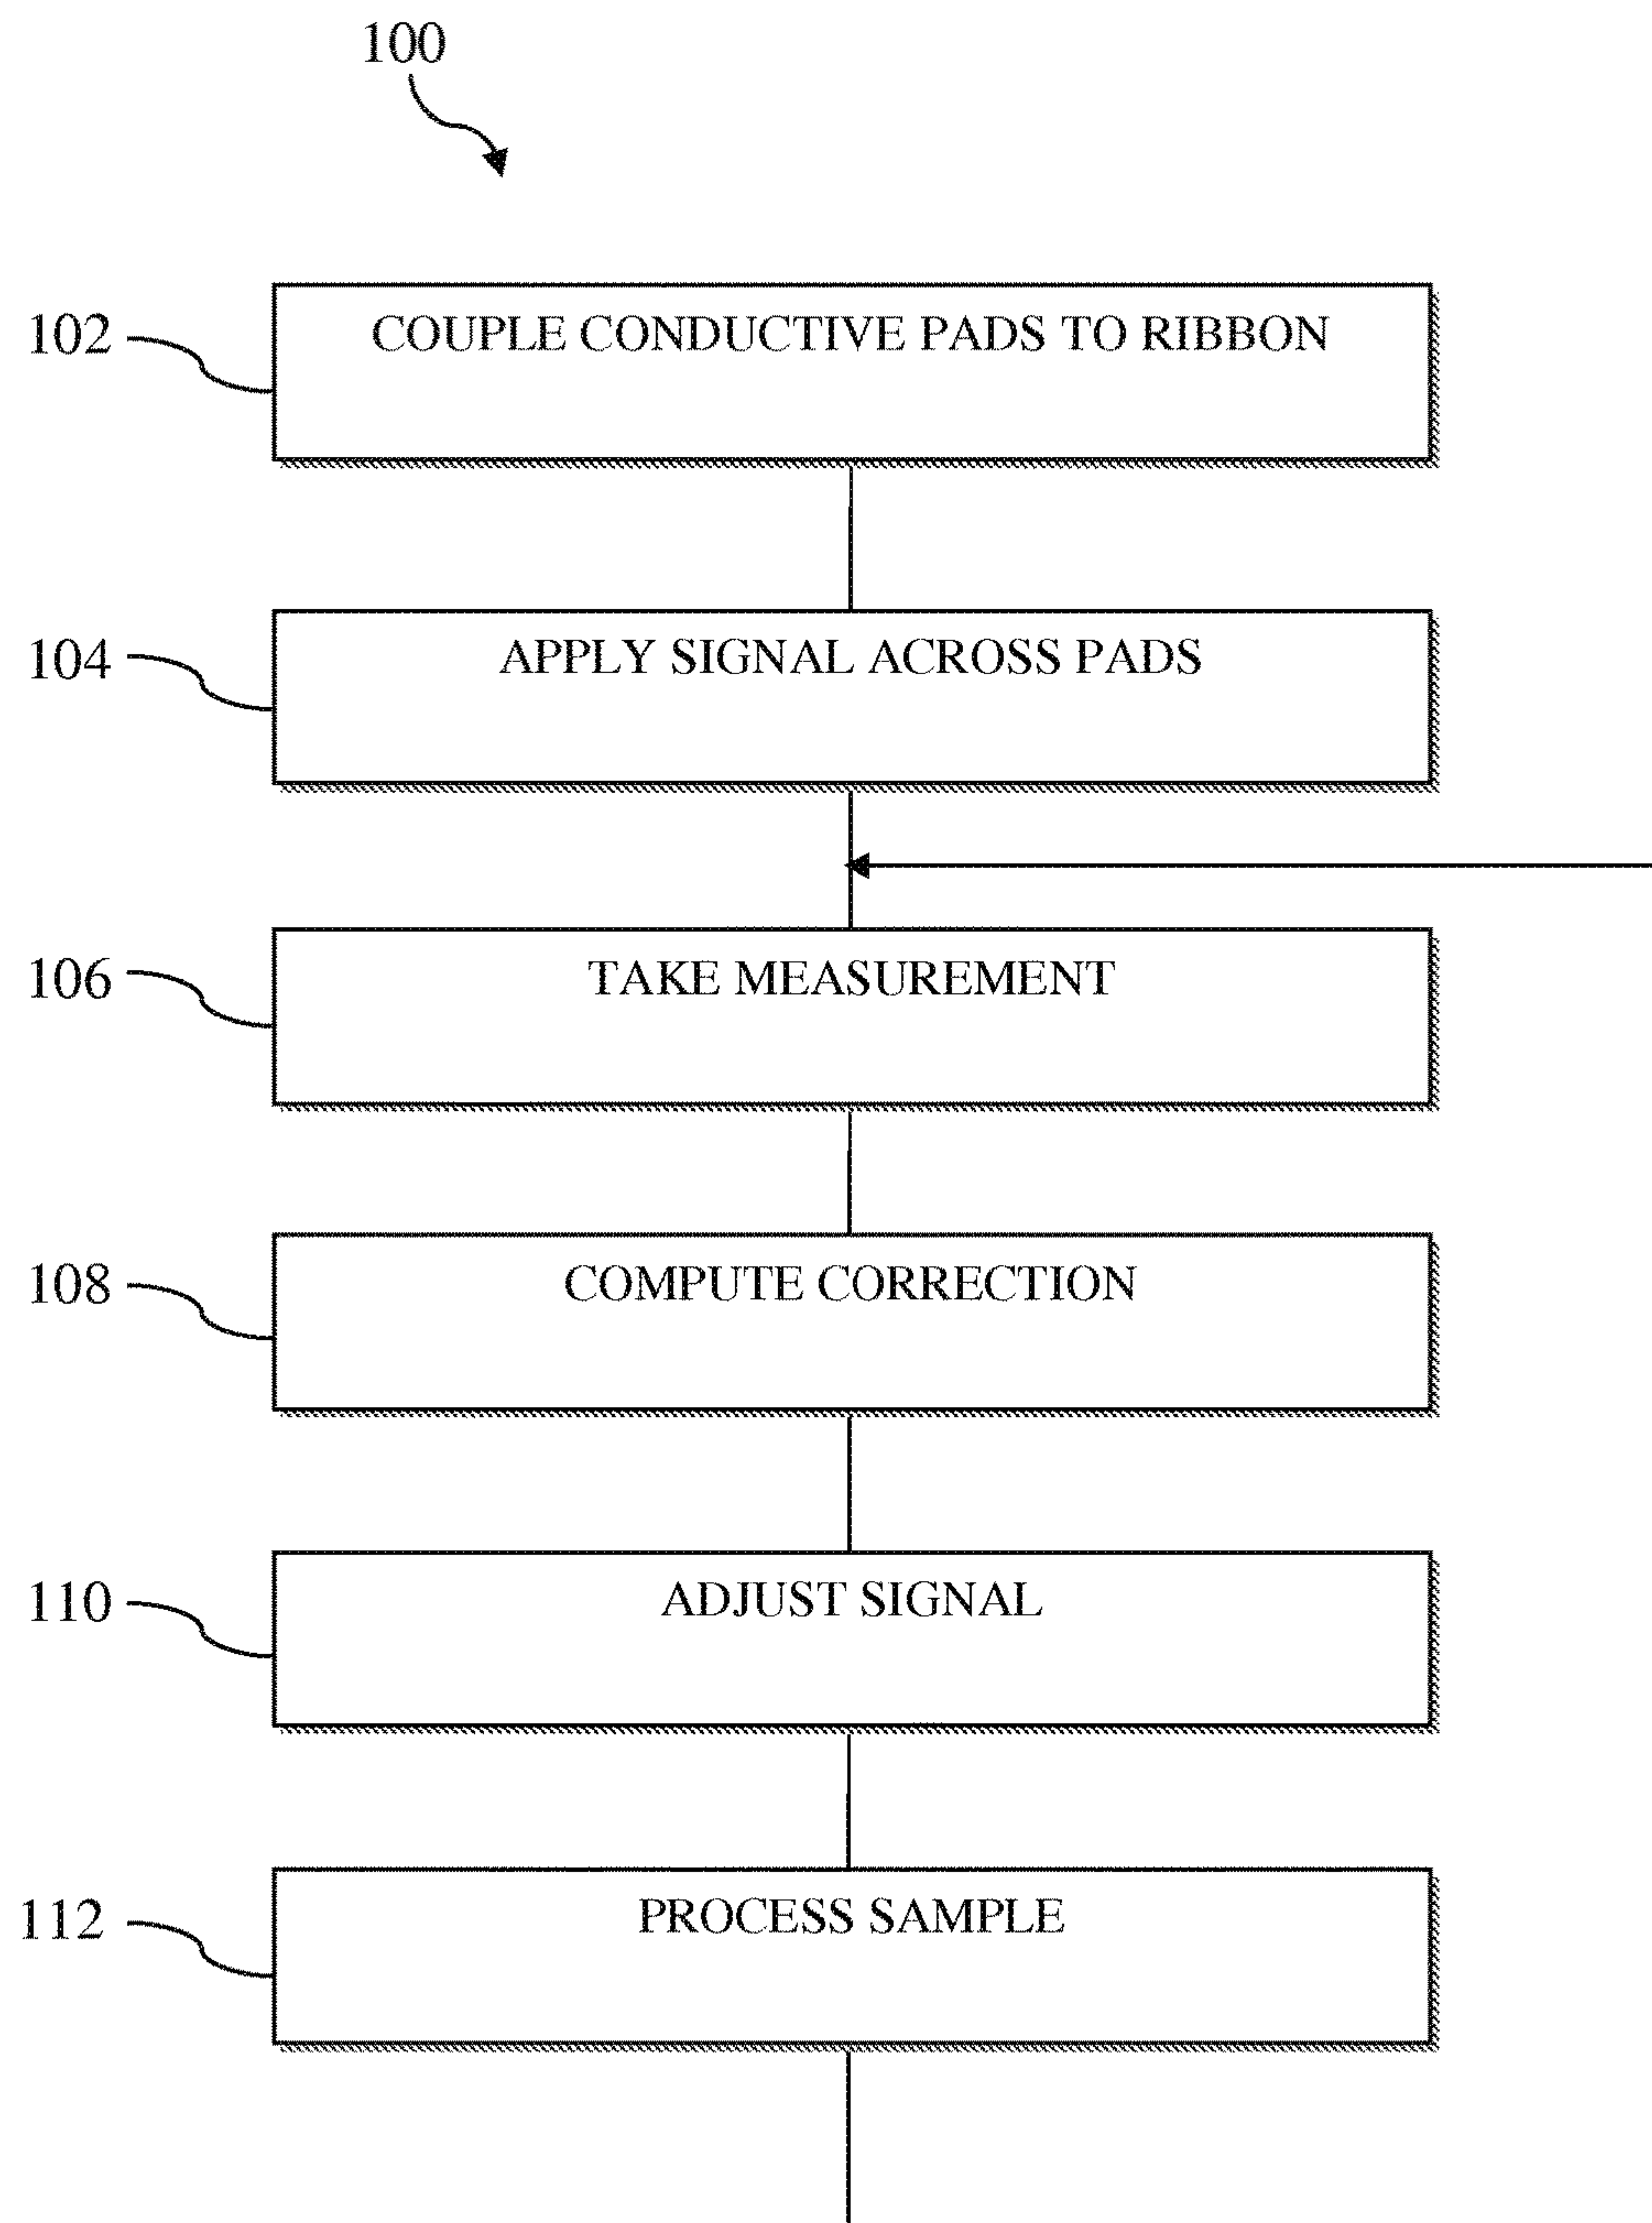 100
102
COUPLE CONDUCTIVE PADS TO RIBBON
104
APPLY SIGNAL ACROSS PADS
106
TAKE MEASUREMENT
108
COMPUTE CORRECTION
110
ADJUST SIGNAL
112
PROCESS SAMPLE